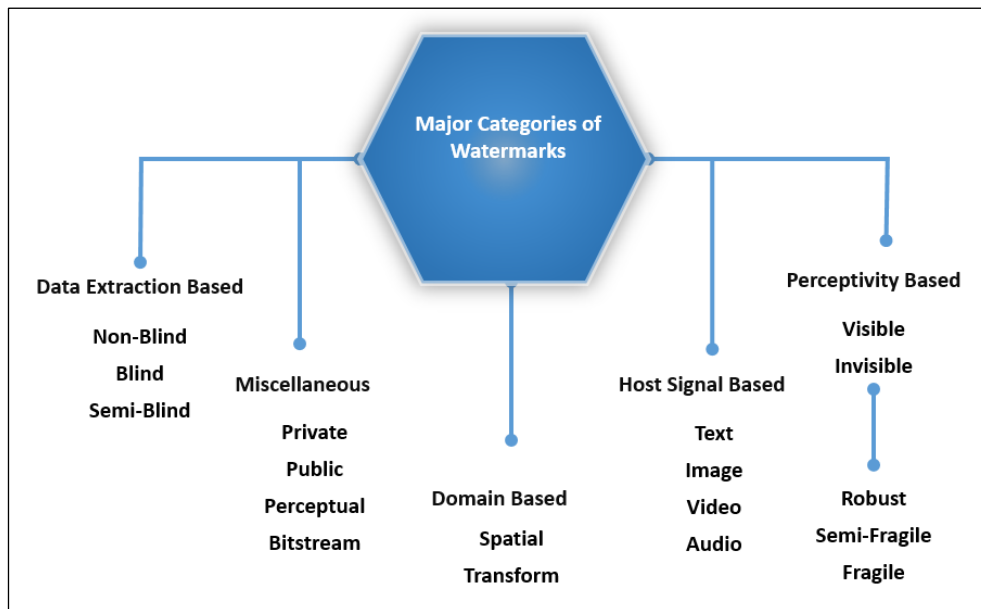 Major Categories of
Watermarks
Data Extraction Based
Non-Blind
Blind
Semi-Blind
Miscellaneous
Private
Public
Perceptual
Bitstream
Domain Based
Spatial
Transform
Host Signal Based
Text
Image
Video
Audio
Perceptivity Based
Visible
Invisible
Robust
Semi-Fragile
Fragile